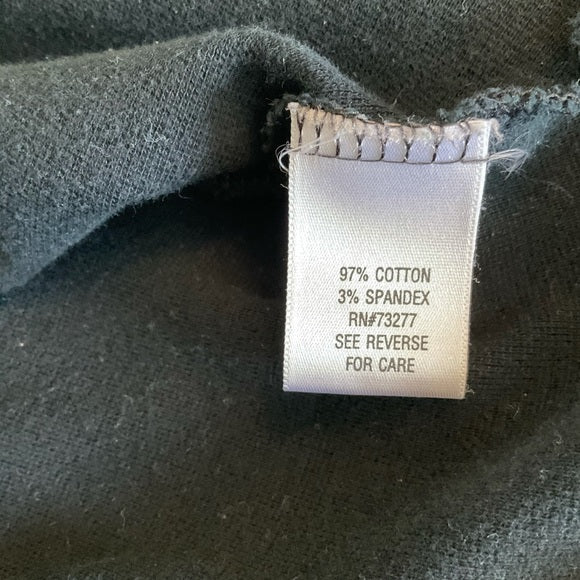 97% COTTON
3% SPANDEX
RN#73277
SEE REVERSE
FOR CARE